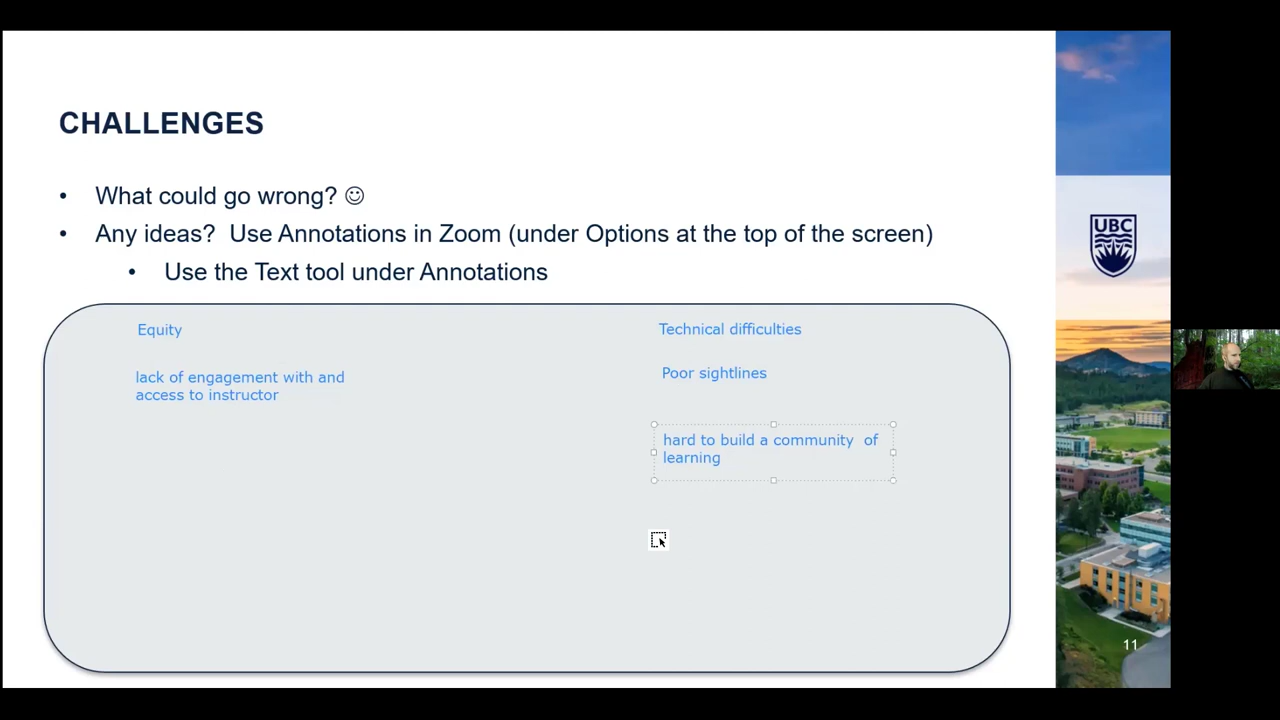 CHALLENGES
• What could go wrong? ☺
• Any ideas?  Use Annotations in Zoom (under Options at the top of the screen)
• Use the Text tool under Annotations
Equity
Technical difficulties
lack of engagement with and
access to instructor
Poor sightlines
hard to build a community  of
learning
UBC
11